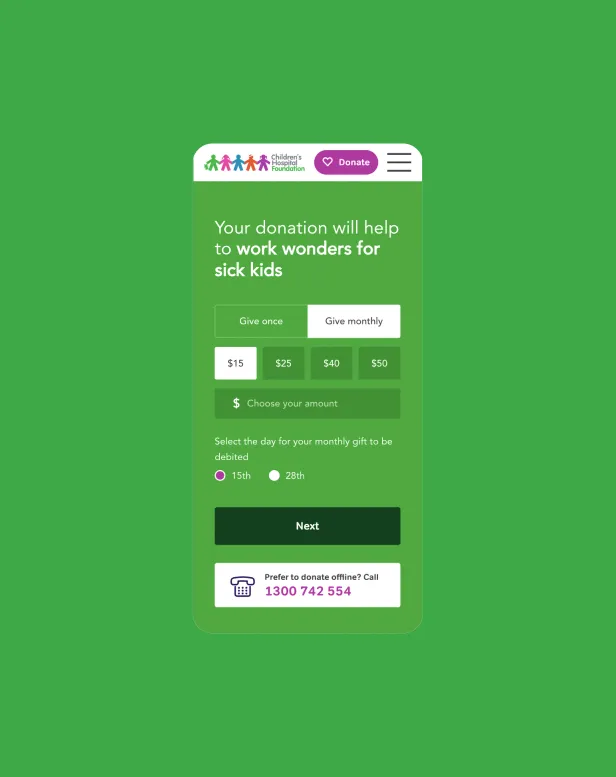 Children's
Hospital
Foundation
Donate
Your donation will help
to work wonders for
sick kids
Give once
Give monthly
$15
$25
$40
$50
$ Choose your amount
Select the day for your monthly gift to be
debited
15th
28th
Next
Prefer to donate offline? Call
1300 742 554